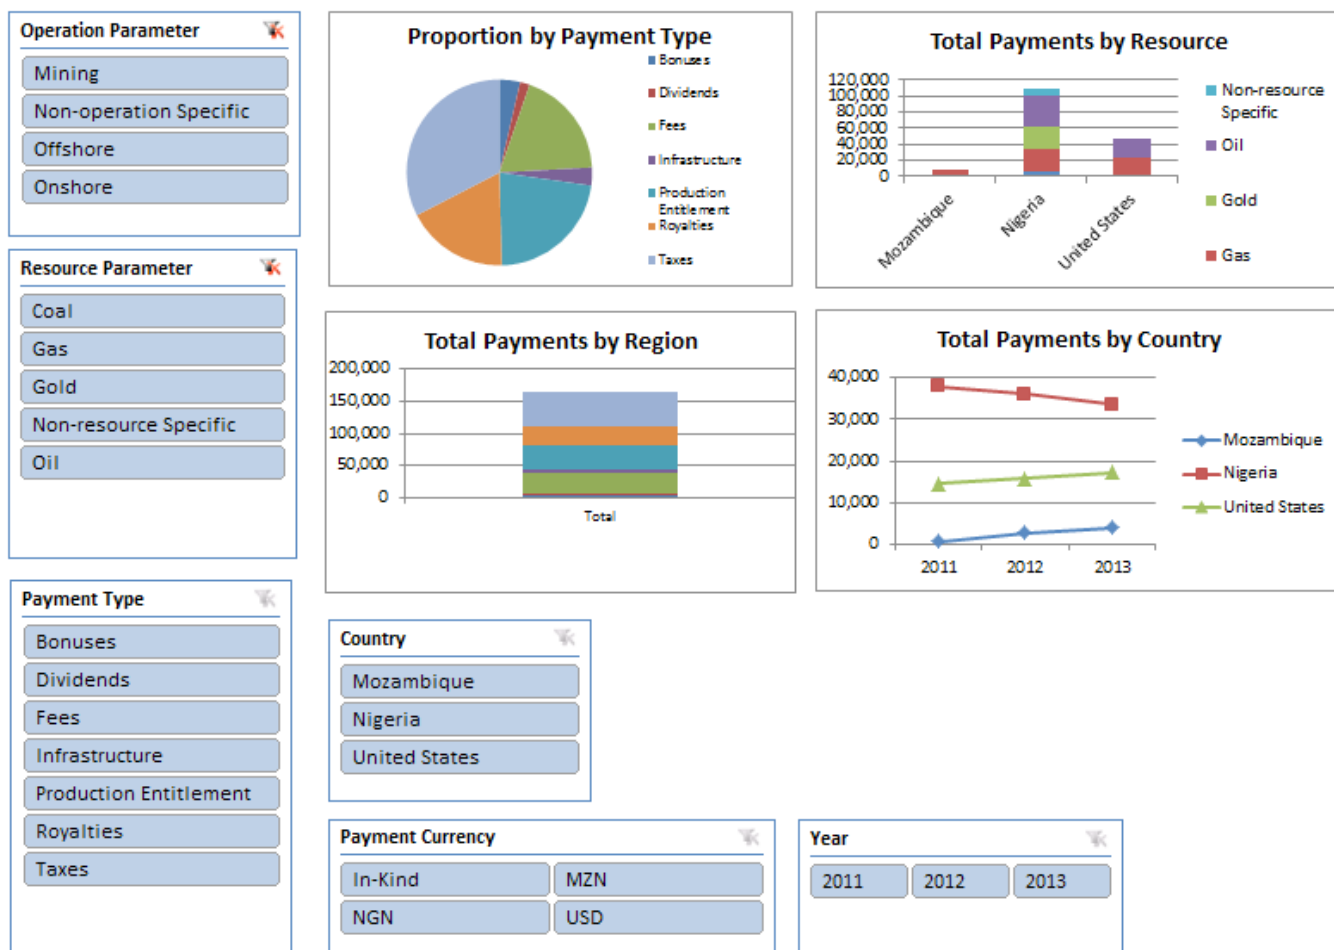 Operation Parameter
Mining
Non-operation Specific
Offshore
Onshore
Resource Parameter
Coal
Gas
Gold
Non-resource Specific
Oil
Payment Type
Bonuses
Dividends
Fees
Infrastructure
Production Entitlement
Royalties
Taxes
Proportion by Payment Type
Bonuses
Dividends
Fees
Infrastructure
Production
Entitlement
Royalties
Taxes
Total Payments by Resource
120,000
100,000
80,000
60,000
40,000
20,000
0
Mozambique
Nigeria
United States
Non-resource
Specific
Oil
Gold
Gas
Total Payments by Region
200,000
150,000
100,000
50,000
0
Total
Total Payments by Country
40,000
30,000
20,000
10,000
0
2011 2012 2013
Mozambique
Nigeria
United States
Country
Mozambique
Nigeria
United States
Payment Currency
In-Kind MZN
NGN USD
Year
2011 2012 2013